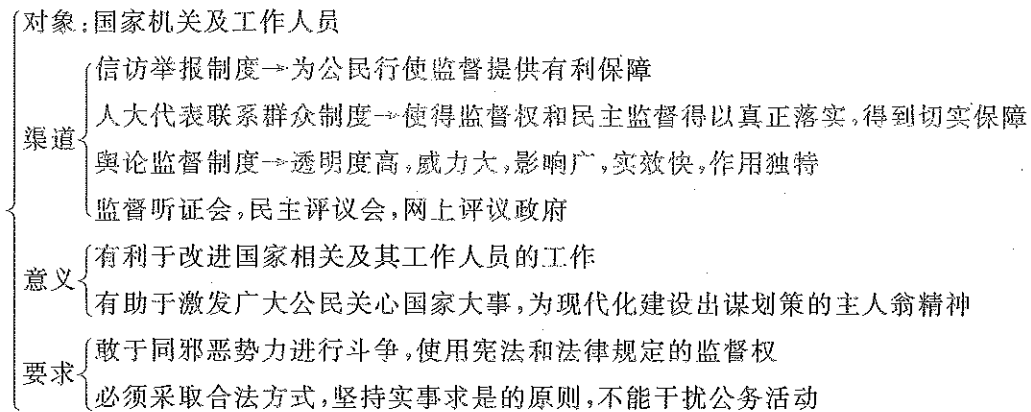 对象:国家机关及工作人员
渠道
信访举报制度→为公民行使监督提供有利保障
人大代表联系群众制度→使得监督权和民主监督得以真正落实,得到切实保障
舆论监督制度→透明度高,威力大,影响广,实效快,作用独特
监督听证会,民主评议会,网上评议政府
意义
有利于改进国家相关及其工作人员的工作
有助于激发广大公民关心国家大事,为现代化建设出谋划策的主人翁精神
要求
敢于同邪恶势力进行斗争,使用宪法和法律规定的监督权
必须采取合法方式,坚持实事求是的原则,不能干扰公务活动